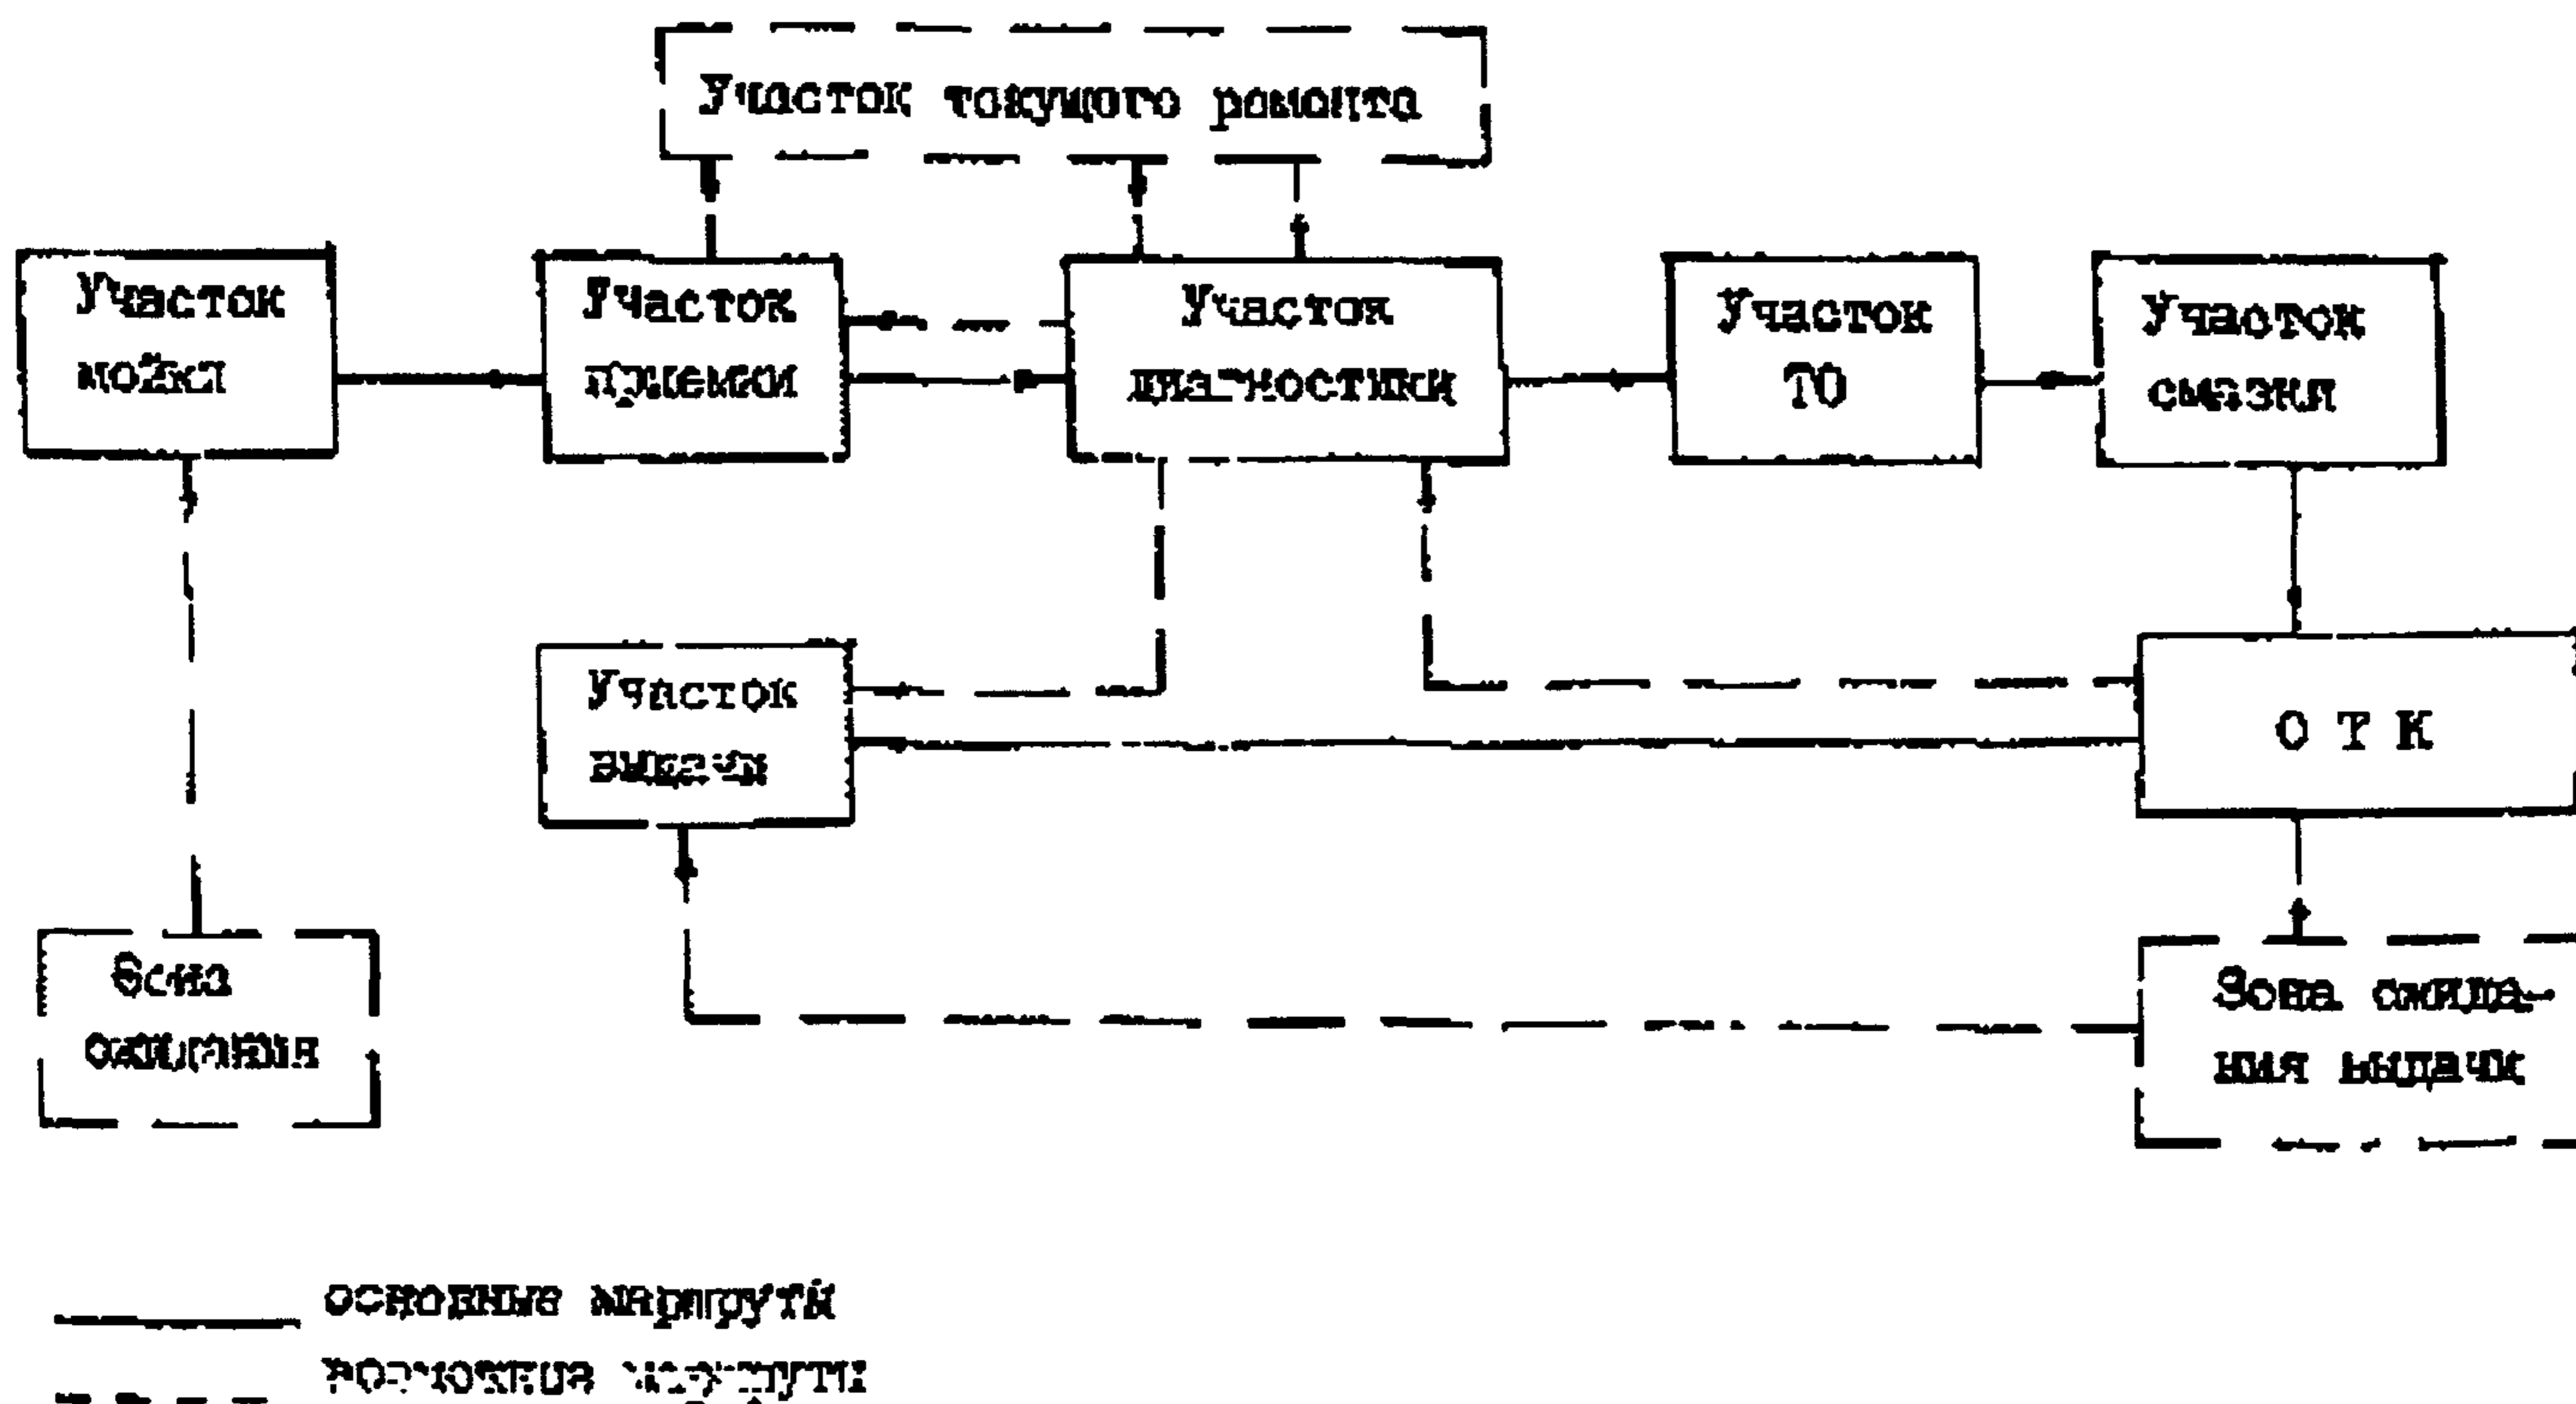 Участок текущего ремонта
Участок
мойки
Участок
приемки
Участок
диагностики
Участок
ТО
Участок
смазки
Участок
выдачи
О Т К
Зона
ожидания
Зона ожида-
ния выдачи
основные маршруты
возможные маршруты